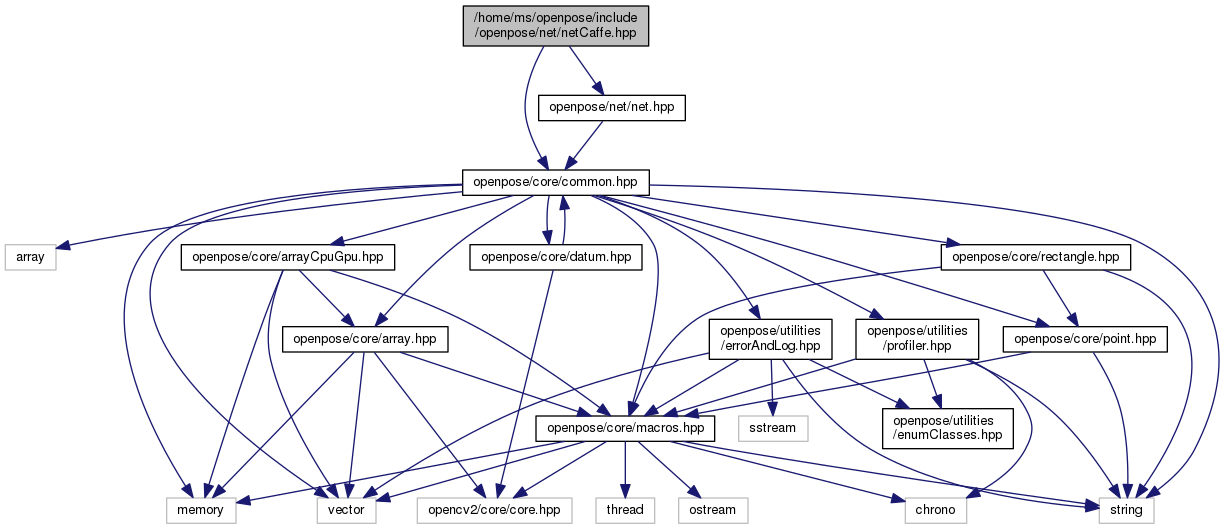 /home/ms/openpose/include
/openpose/net/netCaffe.hpp
openpose/net/net.hpp
openpose/core/common.hpp
array
openpose/core/arrayCpuGpu.hpp
openpose/core/datum.hpp
openpose/core/rectangle.hpp
openpose/core/array.hpp
openpose/utilities
/errorAndLog.hpp
openpose/utilities
/profiler.hpp
openpose/core/point.hpp
openpose/core/macros.hpp
sstream
openpose/utilities
/enumClasses.hpp
memory
vector
opencv2/core/core.hpp
thread
ostream
chrono
string